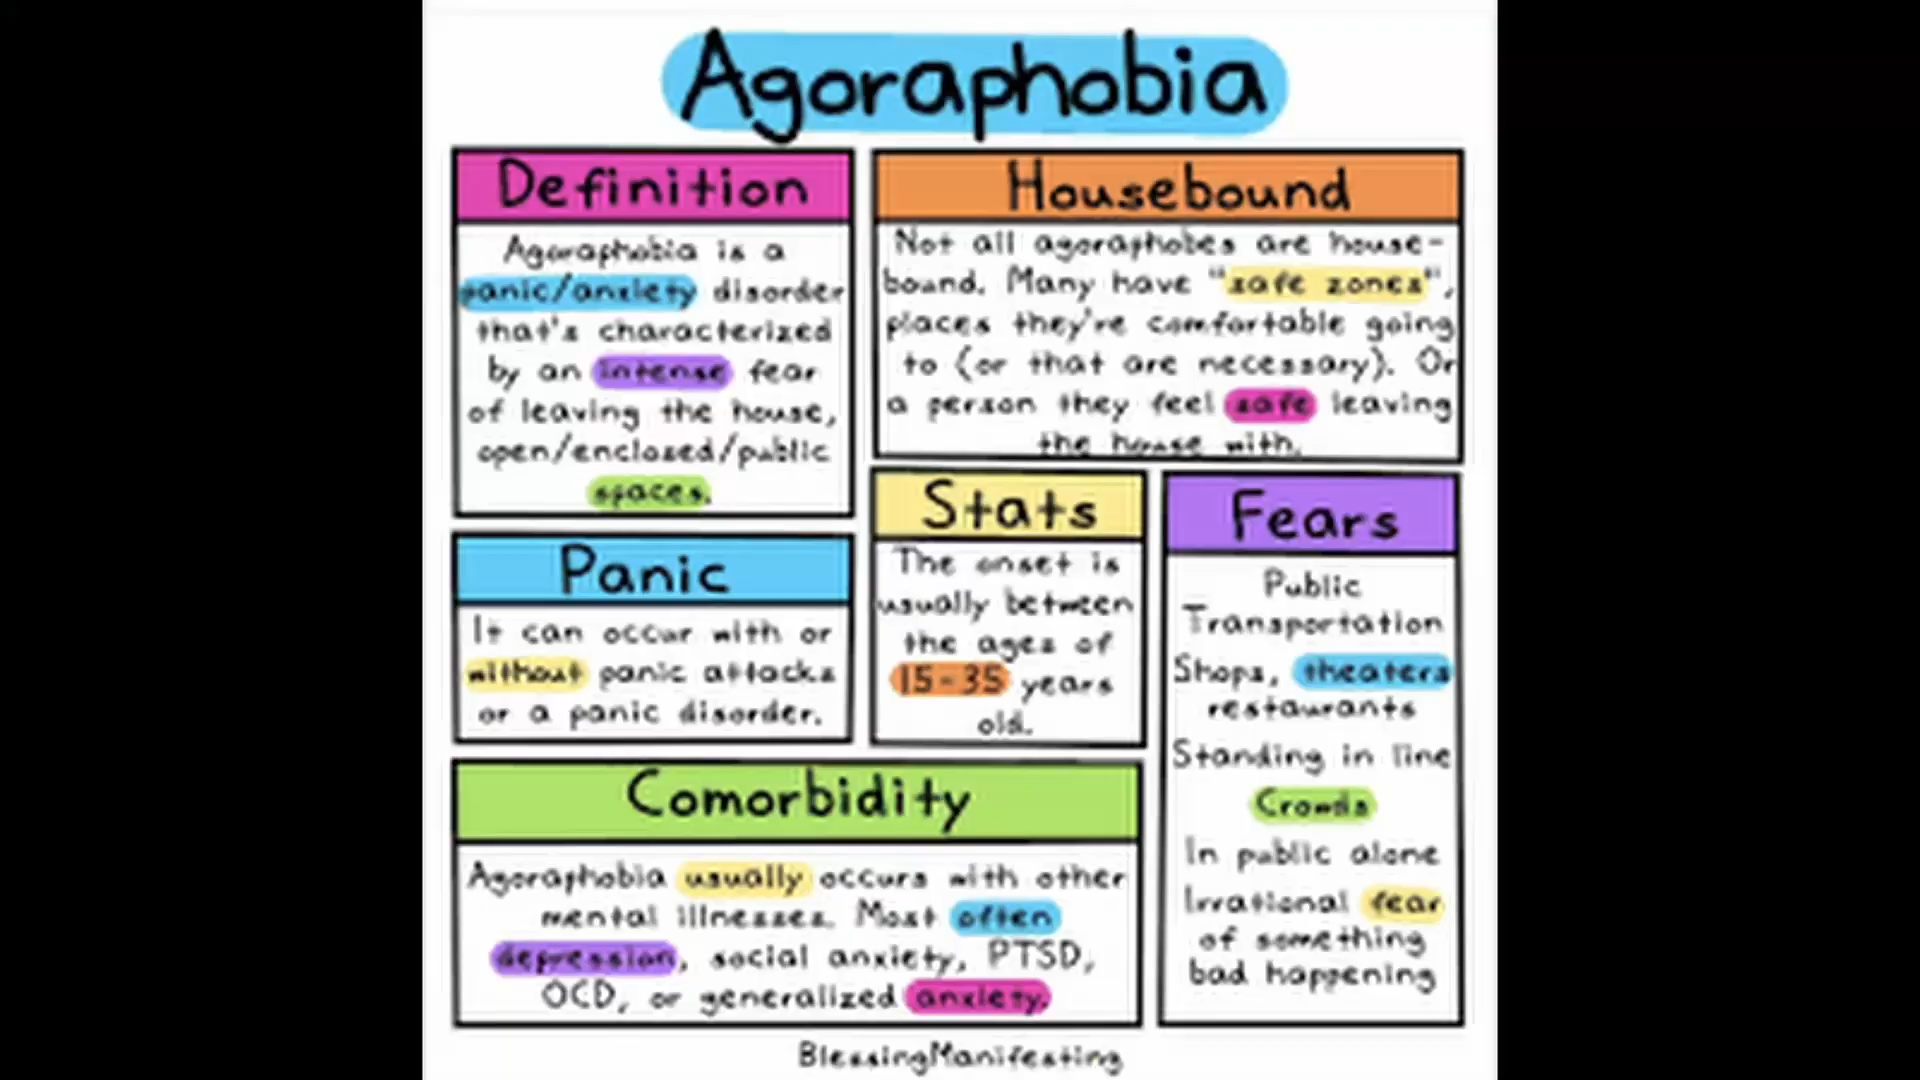 Agoraphobia
Definition
Agoraphobia is a
panic/anxiety disorder
that's characterized
by an intense fear
of leaving the house,
open/enclosed/public
spaces.
Housebound
Not all agoraphobes are house-
bound. Many have "safe zones",
places they're comfortable going
to (or that are necessary). Or
a person they feel safe leaving
the house with.
Panic
It can occur with or
without panic attacks
or a panic disorder.
Stats
The onset is
usually between
the ages of
15-35 years
old.
Fears
Public
Transportation
Shops, theaters
restaurants
Standing in line
Crowds
In public alone
Irrational fear
of something
bad happening
Comorbidity
Agoraphobia usually occurs with other
mental illnesses. Most often
depression, social anxiety, PTSD,
OCD, or generalized anxiety.
BlessingManifesting